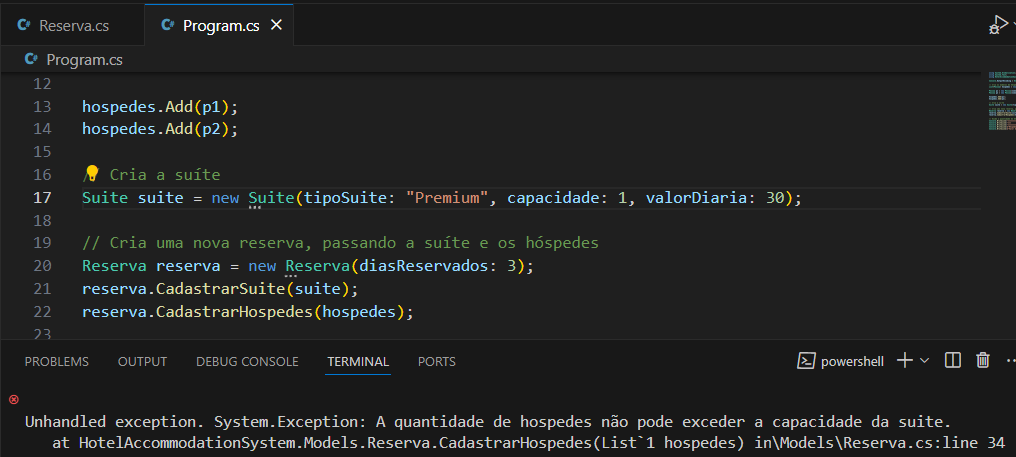 Reserva.cs Program.cs
Program.cs
12
13 hospedes.Add(p1);
14 hospedes.Add(p2);
15
16 // Cria a suíte
17 Suite suite = new Suite(tipoSuite: "Premium", capacidade: 1, valorDiaria: 30);
18
19 // Cria uma nova reserva, passando a suíte e os hóspedes
20 Reserva reserva = new Reserva(diasReservados: 3);
21 reserva.CadastrarSuite(suite);
22 reserva.CadastrarHospedes(hospedes);
23
PROBLEMS OUTPUT DEBUG CONSOLE TERMINAL PORTS powershell
Unhandled exception. System.Exception: A quantidade de hospedes não pode exceder a capacidade da suite.
at HotelAccommodationSystem.Models.Reserva.CadastrarHospedes(List`1 hospedes) in\Models\Reserva.cs:line 34